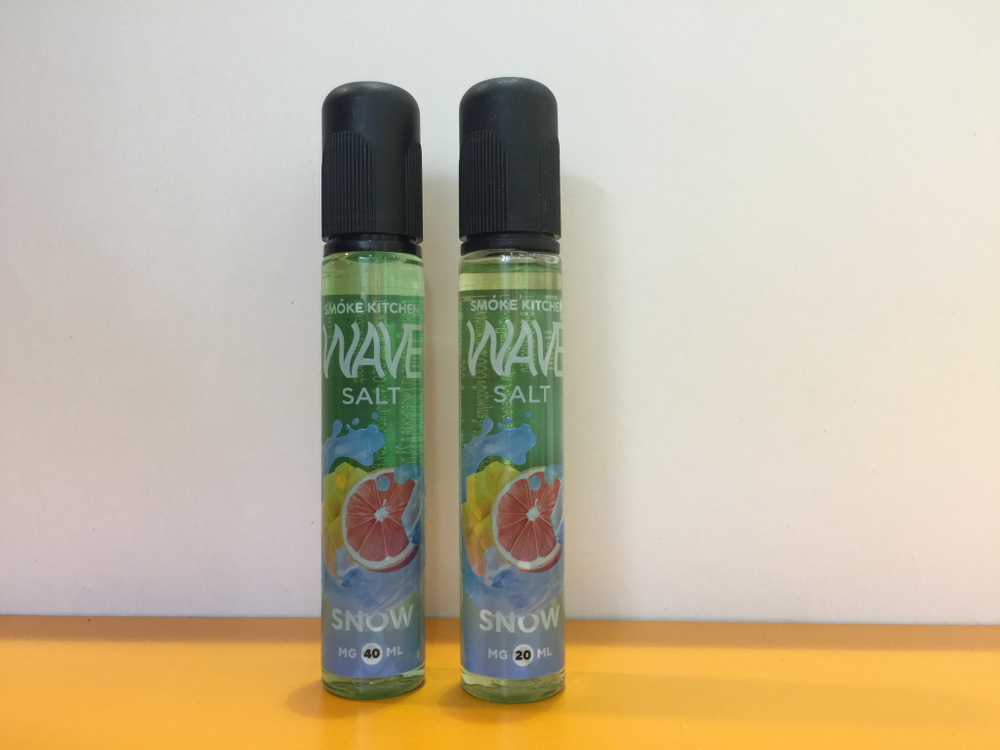 SMOKE KITCHEN
WAVE
SALT
SNOW
MG 40 ML
SMOKE KITCHEN
WAVE
SALT
SNOW
MG 20 ML